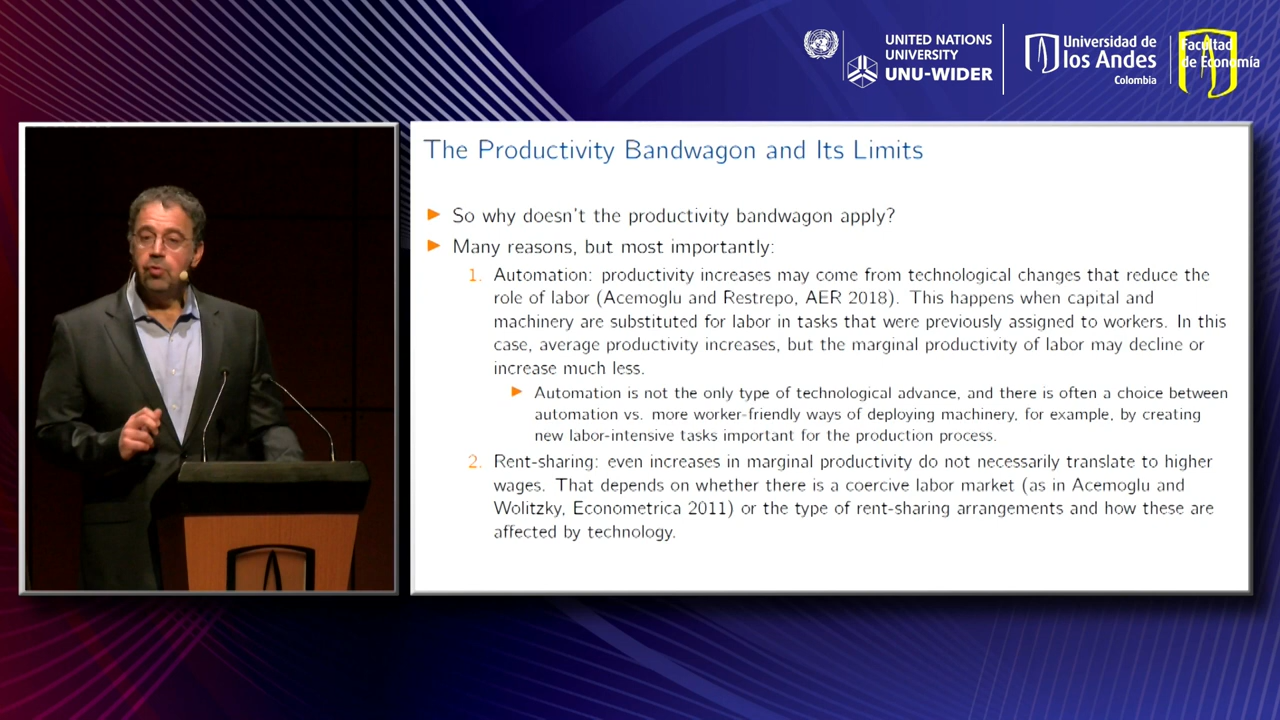 UNITED NATIONS
UNIVERSITY
UNU-WIDER
Universidad de
los Andes
Colombia
Facultad
de Economía
The Productivity Bandwagon and Its Limits
So why doesn't the productivity bandwagon apply?
Many reasons, but most importantly:
1. Automation: productivity increases may come from technological changes that reduce the
role of labor (Acemoglu and Restrepo, AER 2018). This happens when capital and
machinery are substituted for labor in tasks that were previously assigned to workers. In this
case, average productivity increases, but the marginal productivity of labor may decline or
increase much less.
Automation is not the only type of technological advance, and there is often a choice between
automation vs. more worker-friendly ways of deploying machinery, for example, by creating
new labor-intensive tasks important for the production process.
2. Rent-sharing: even increases in marginal productivity do not necessarily translate to higher
wages. That depends on whether there is a coercive labor market (as in Acemoglu and
Wolitzky, Econometrica 2011) or the type of rent-sharing arrangements and how these are
affected by technology.